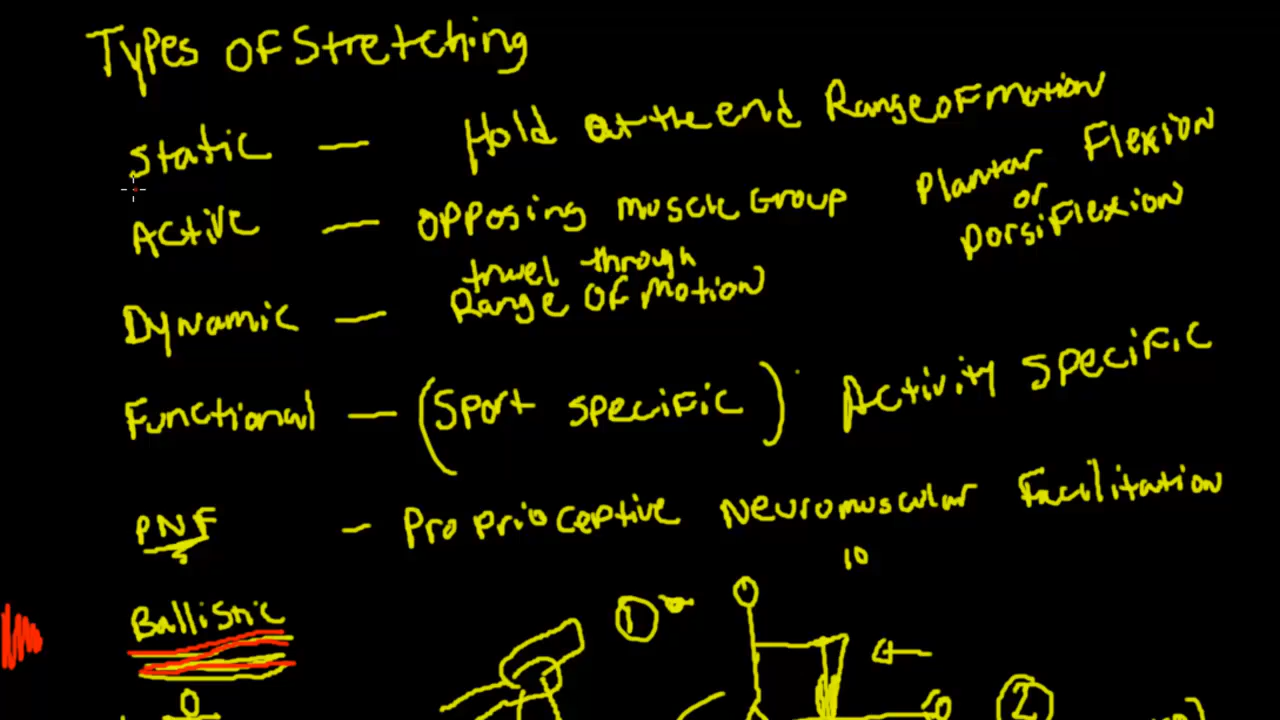 Types of Stretching
Static — Hold at the end Range of Motion
Active — Opposing muscle Group Plantar Flexion
or
Dorsiflexion
travel through
Dynamic — Range of Motion
Functional — (Sport specific) Activity specific
PNF - Proprioceptive Neuromuscular Facilitation
5
10
Ballistic
1
2